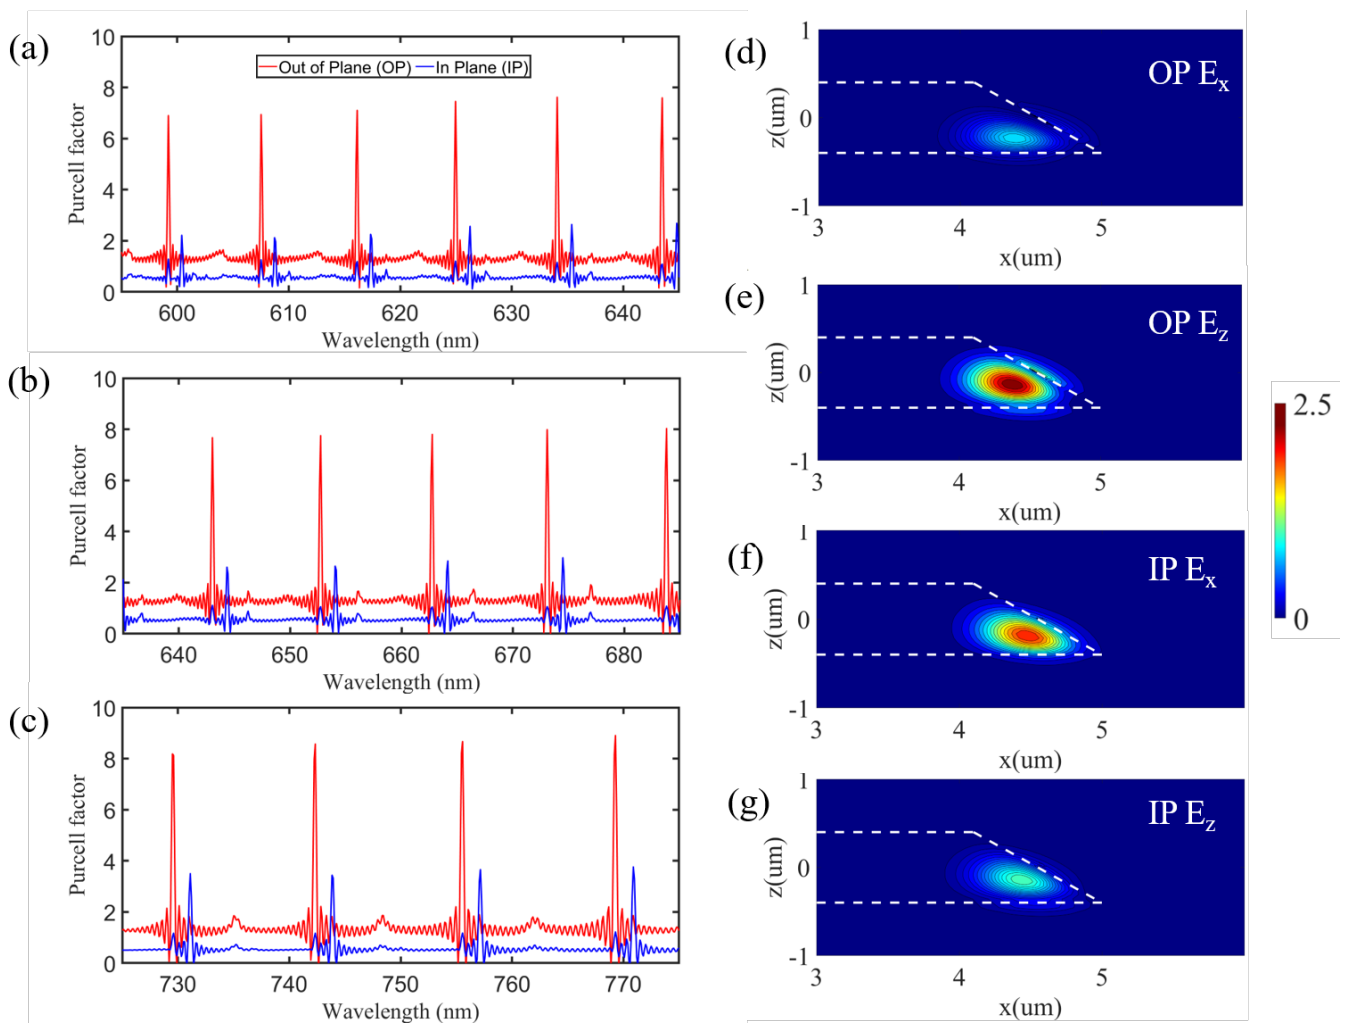 (a)
10
8
6
4
2
0
Purcell factor
Out of Plane (OP) In Plane (IP)
600 610 620 630 640
Wavelength (nm)
(b)
10
8
6
4
2
0
Purcell factor
640 650 660 670 680
Wavelength (nm)
(c)
10
8
6
4
2
0
Purcell factor
730 740 750 760 770
Wavelength (nm)
(d)
1
0
-1
z(um)
OP Ex
3 4 5
x(um)
(e)
1
0
-1
z(um)
OP Ez
3 4 5
x(um)
(f)
1
0
-1
z(um)
IP Ex
3 4 5
x(um)
(g)
1
0
-1
z(um)
IP Ez
3 4 5
x(um)
2.5
0